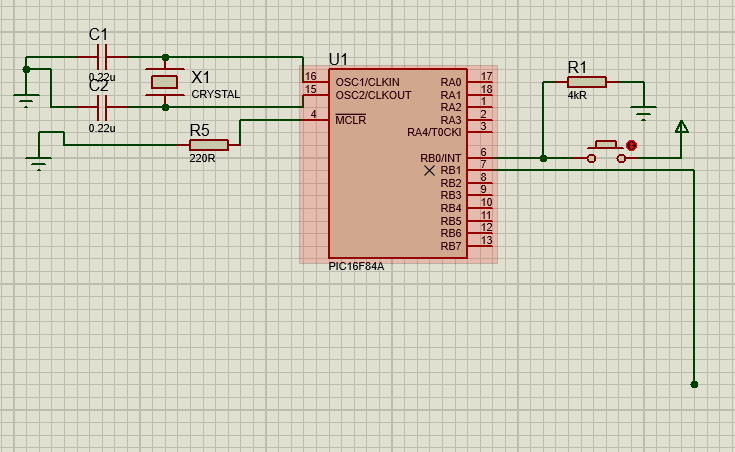 C1
0.22u
C2
0.22u
X1
CRYSTAL
R5
220R
U1
16 OSC1/CLKIN
15 OSC2/CLKOUT
4 MCLR
RA0 17
RA1 18
RA2 1
RA3 2
RA4/T0CKI 3
RB0/INT 6
RB1 7
RB2 8
RB3 9
RB4 10
RB5 11
RB6 12
RB7 13
PIC16F84A
R1
4kR